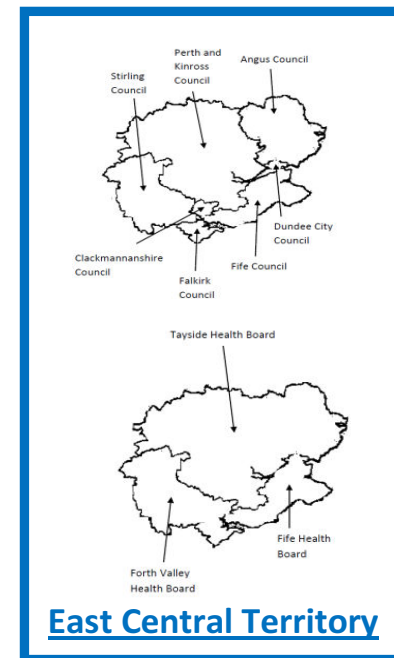 Perth and
Kinross
Council
Angus Council
Stirling
Council
Dundee City
Council
Clackmannanshire
Council
Fife Council
Falkirk
Council
Tayside Health Board
Fife Health
Board
Forth Valley
Health Board
East Central Territory